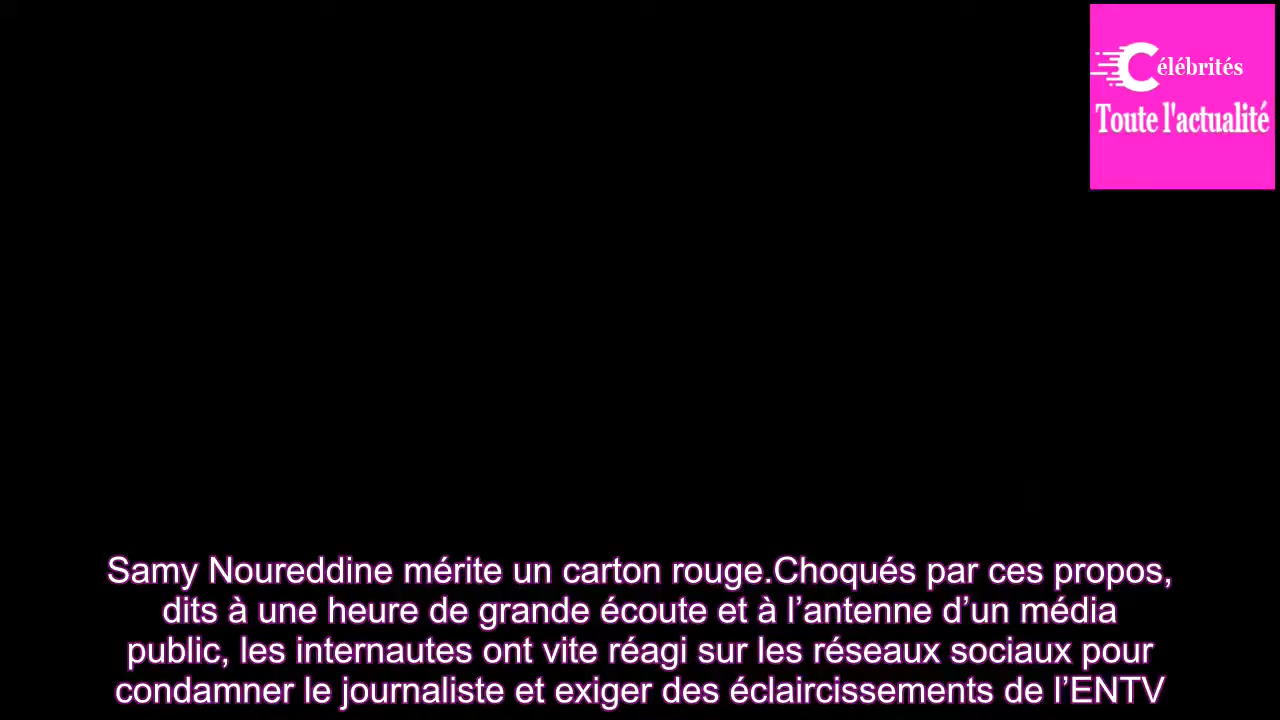 Célébrités
Toute l'actualité
Samy Noureddine mérite un carton rouge.Choqués par ces propos,
dits à une heure de grande écoute et à l’antenne d’un média
public, les internautes ont vite réagi sur les réseaux sociaux pour
condamner le journaliste et exiger des éclaircissements de l’ENTV